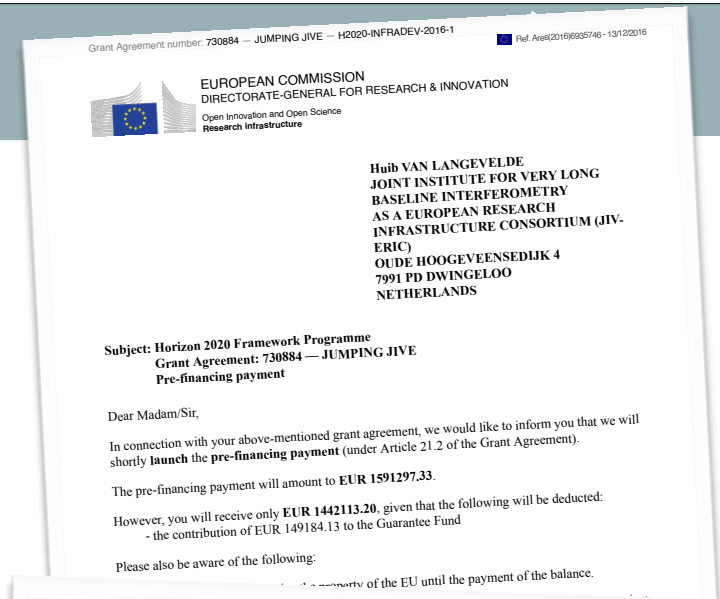 Grant Agreement number: 730884 — JUMPING JIVE — H2020-INFRADEV-2016-1
Ref. Ares(2016)6935746 - 13/12/2016
EUROPEAN COMMISSION
DIRECTORATE-GENERAL FOR RESEARCH & INNOVATION
Open Innovation and Open Science
Research infrastructure
Huib VAN LANGEVELDE
JOINT INSTITUTE FOR VERY LONG
BASELINE INTERFEROMETRY
AS A EUROPEAN RESEARCH
INFRASTRUCTURE CONSORTIUM (JIV-
ERIC)
OUDE HOOGEVEENSEDIJK 4
7991 PD DWINGELOO
NETHERLANDS
Subject: Horizon 2020 Framework Programme
Grant Agreement: 730884 — JUMPING JIVE
Pre-financing payment
Dear Madam/Sir,
In connection with your above-mentioned grant agreement, we would like to inform you that we will
shortly launch the pre-financing payment (under Article 21.2 of the Grant Agreement).
The pre-financing payment will amount to EUR 1591297.33.
However, you will receive only EUR 1442113.20, given that the following will be deducted:
- the contribution of EUR 149184.13 to the Guarantee Fund
Please also be aware of the following:
property of the EU until the payment of the balance.